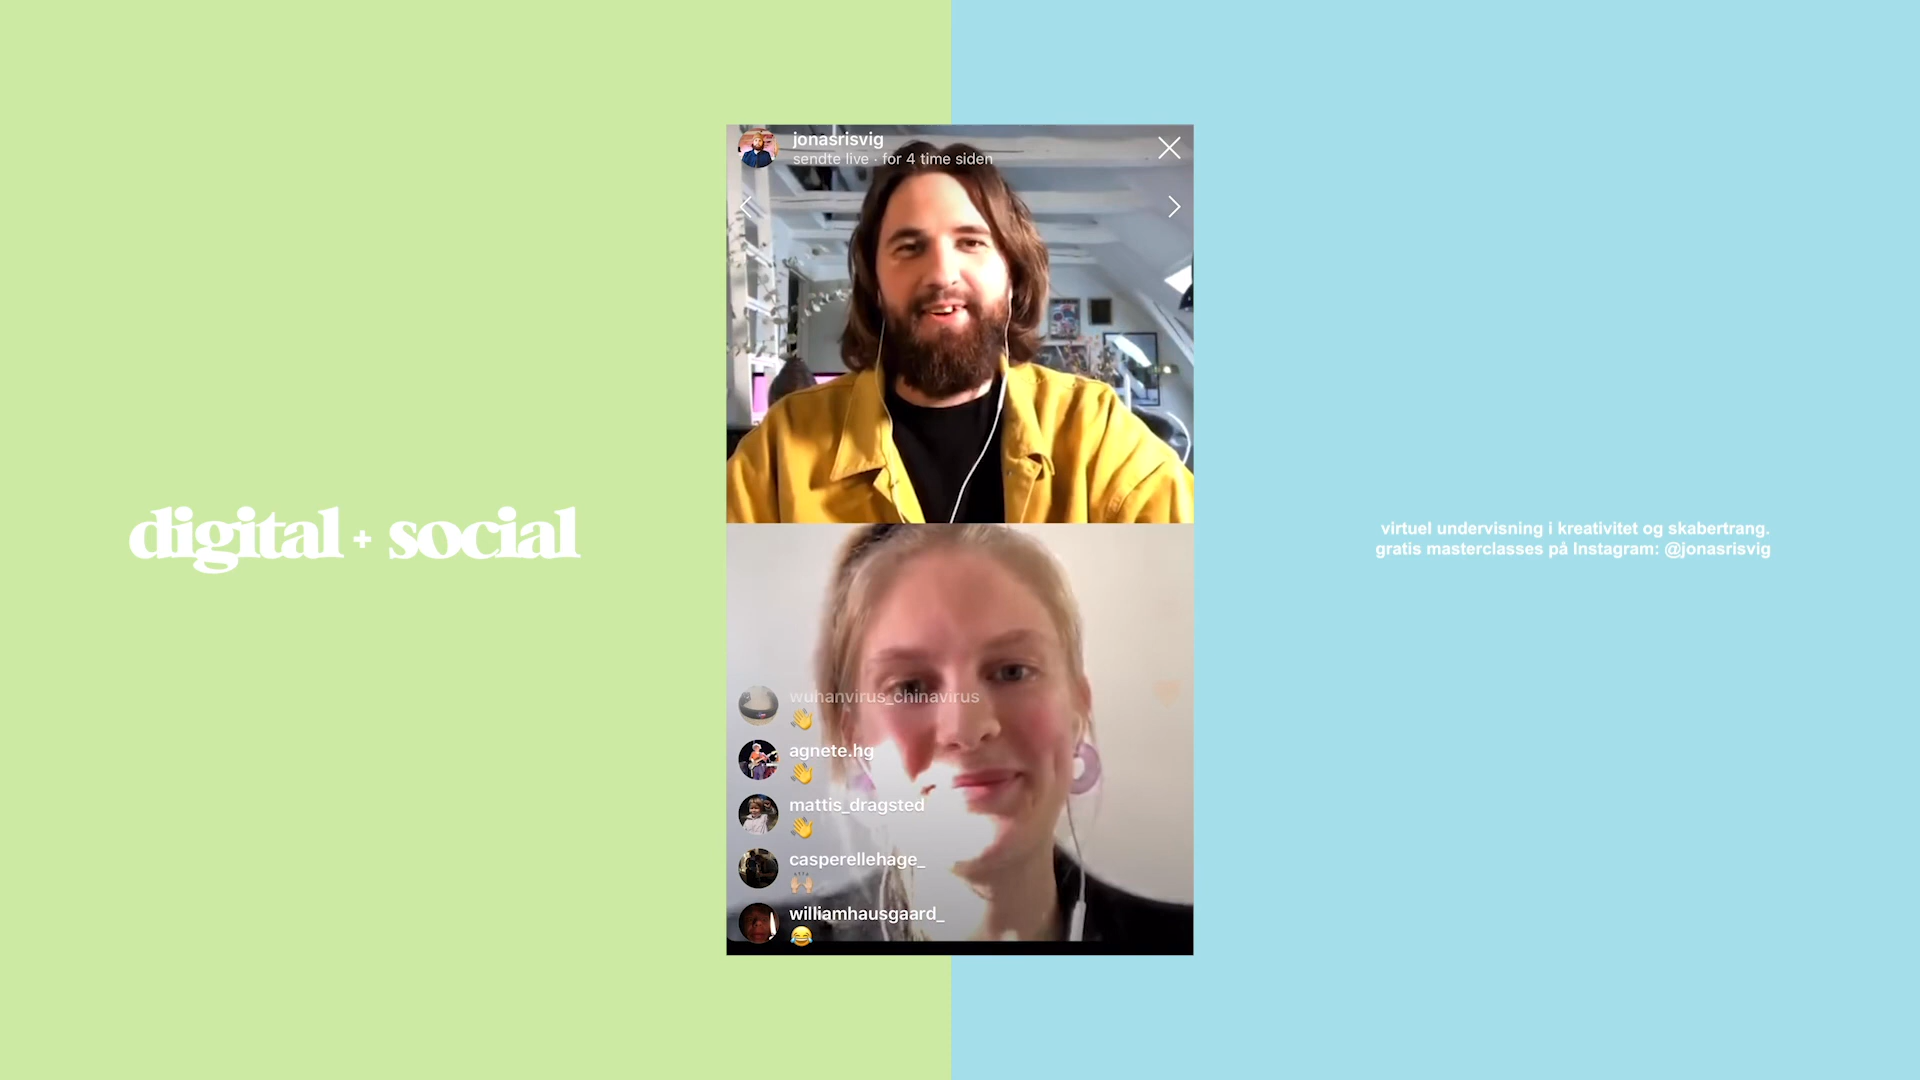 digital + social
jonasrisvig
sendte live · for 4 time siden
wuhanvirus_chinavirus
agnete.hg
mattis_dragsted
casperellehage_
williamhausgaard_
virtuel undervisning i kreativitet og skabertrang.
gratis masterclasses på Instagram: @jonasrisvig